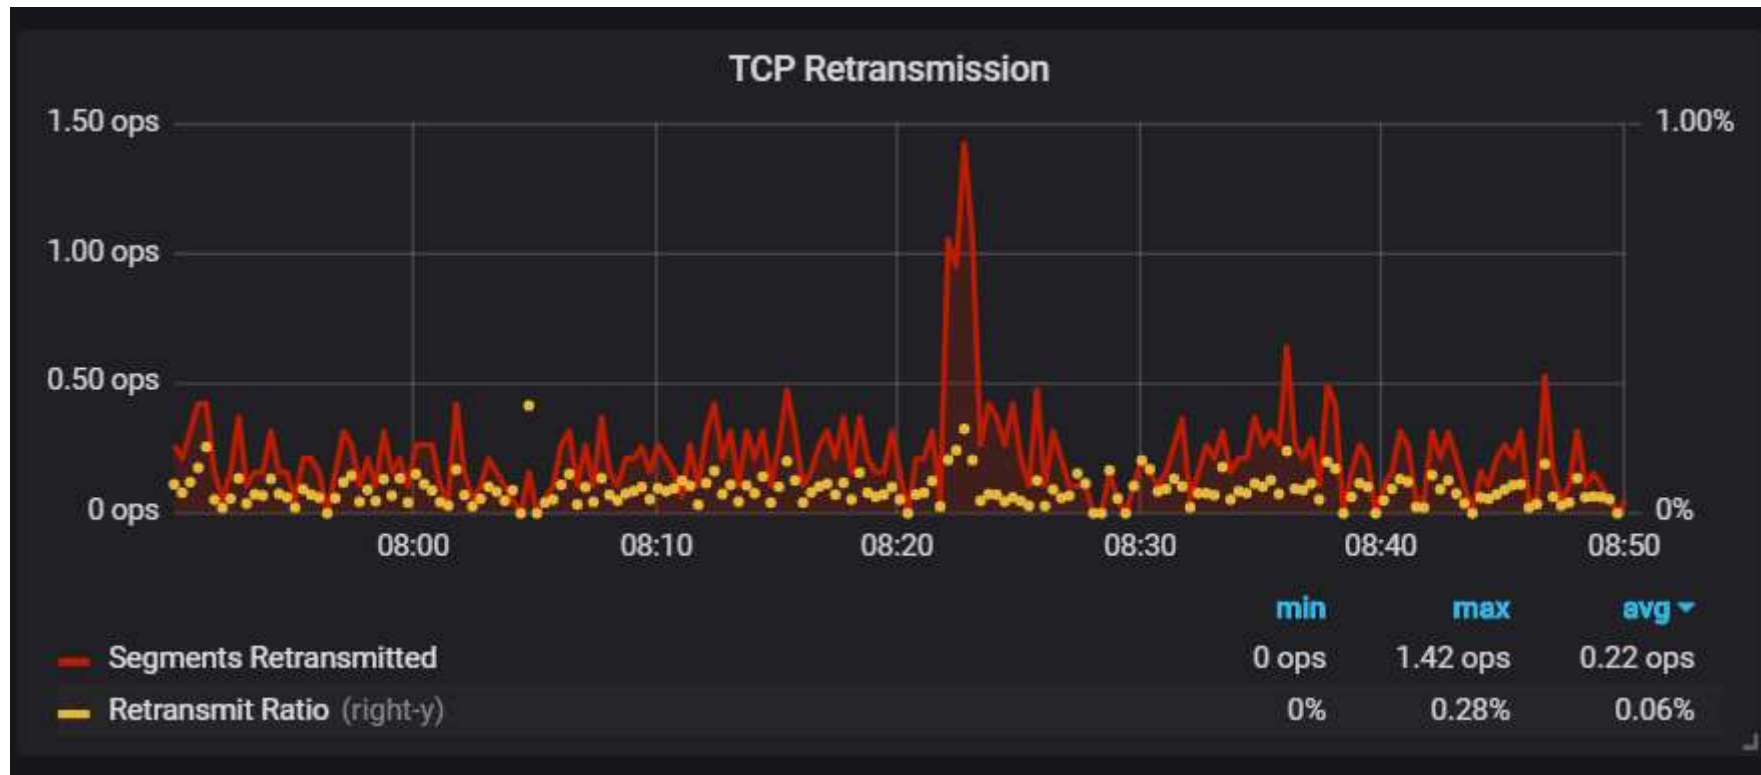 TCP Retransmission
1.50 ops
1.00%
1.00 ops
0.50 ops
0 ops
0%
08:00 08:10 08:20 08:30 08:40 08:50
min max avg
Segments Retransmitted 0 ops 1.42 ops 0.22 ops
Retransmit Ratio (right-y) 0% 0.28% 0.06%